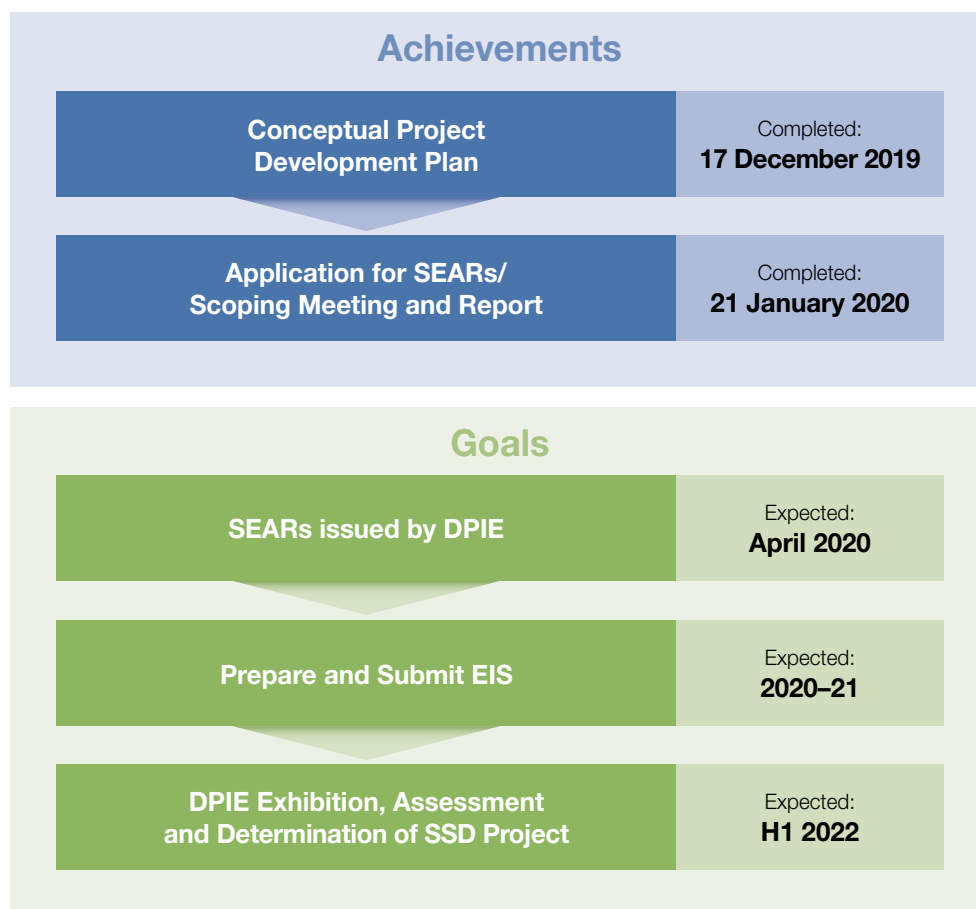 Achievements
Conceptual Project
Development Plan
Completed:
17 December 2019
Application for SEARs/
Scoping Meeting and Report
Completed:
21 January 2020
Goals
SEARs issued by DPIE
Expected:
April 2020
Prepare and Submit EIS
Expected:
2020–21
DPIE Exhibition, Assessment
and Determination of SSD Project
Expected:
H1 2022